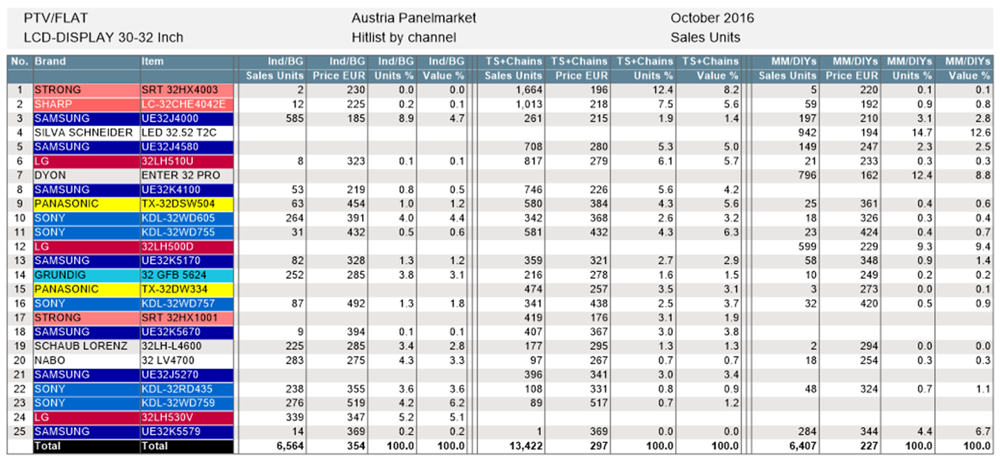 PTV/FLAT Austria Panelmarket October 2016
LCD-DISPLAY 30-32 Inch Hitlist by channel Sales Units
No. Brand Item Ind/BG Ind/BG Ind/BG Ind/BG TS+Chains TS+Chains TS+Chains TS+Chains MM/DIYs MM/DIYs MM/DIYs MM/DIYs
Sales Units Price EUR Units % Value % Sales Units Price EUR Units % Value % Sales Units Price EUR Units % Value %
1 STRONG SRT 32HX4003 2 230 0.0 0.0 1,664 196 12.4 8.2 5 220 0.1 0.1
2 SHARP LC-32CHE4042E 12 225 0.2 0.1 1,013 218 7.5 5.6 59 192 0.9 0.8
3 SAMSUNG UE32J4000 585 185 8.9 4.7 261 215 1.9 1.4 197 210 3.1 2.8
4 SILVA SCHNEIDER LED 32.52 T2C 942 194 14.7 12.6
5 SAMSUNG UE32J4580 708 280 5.3 5.0 149 247 2.3 2.5
6 LG 32LH510U 8 323 0.1 0.1 817 279 6.1 5.7 21 233 0.3 0.3
7 DYON ENTER 32 PRO 796 162 12.4 8.8
8 SAMSUNG UE32K4100 53 219 0.8 0.5 746 226 5.6 4.2
9 PANASONIC TX-32DSW504 63 454 1.0 1.2 580 384 4.3 5.6 25 361 0.4 0.6
10 SONY KDL-32WD605 264 391 4.0 4.4 342 368 2.6 3.2 18 326 0.3 0.4
11 SONY KDL-32WD755 31 432 0.5 0.6 581 432 4.3 6.3 23 424 0.4 0.7
12 LG 32LH500D 599 229 9.3 9.4
13 SAMSUNG UE32K5170 82 328 1.3 1.2 359 321 2.7 2.9 58 348 0.9 1.4
14 GRUNDIG 32 GFB 5624 252 285 3.8 3.1 216 278 1.6 1.5 10 249 0.2 0.2
15 PANASONIC TX-32DW334 474 257 3.5 3.1 3 273 0.0 0.1
16 SONY KDL-32WD757 87 492 1.3 1.8 341 438 2.5 3.7 32 420 0.5 0.9
17 STRONG SRT 32HX1001 419 176 3.1 1.9
18 SAMSUNG UE32K5670 9 394 0.1 0.1 407 367 3.0 3.8
19 SCHAUB LORENZ 32LH-L4600 225 285 3.4 2.8 177 295 1.3 1.3 2 294 0.0 0.0
20 NABO 32 LV4700 283 275 4.3 3.3 97 267 0.7 0.7 18 254 0.3 0.3
21 SAMSUNG UE32J5270 396 341 3.0 3.4
22 SONY KDL-32RD435 238 355 3.6 3.6 108 331 0.8 0.9 48 324 0.7 1.1
23 SONY KDL-32WD759 276 519 4.2 6.2 89 517 0.7 1.2
24 LG 32LH530V 339 347 5.2 5.1
25 SAMSUNG UE32K5579 14 369 0.2 0.2 1 369 0.0 0.0 284 344 4.4 6.7
Total Total 6,564 354 100.0 100.0 13,422 297 100.0 100.0 6,407 227 100.0 100.0